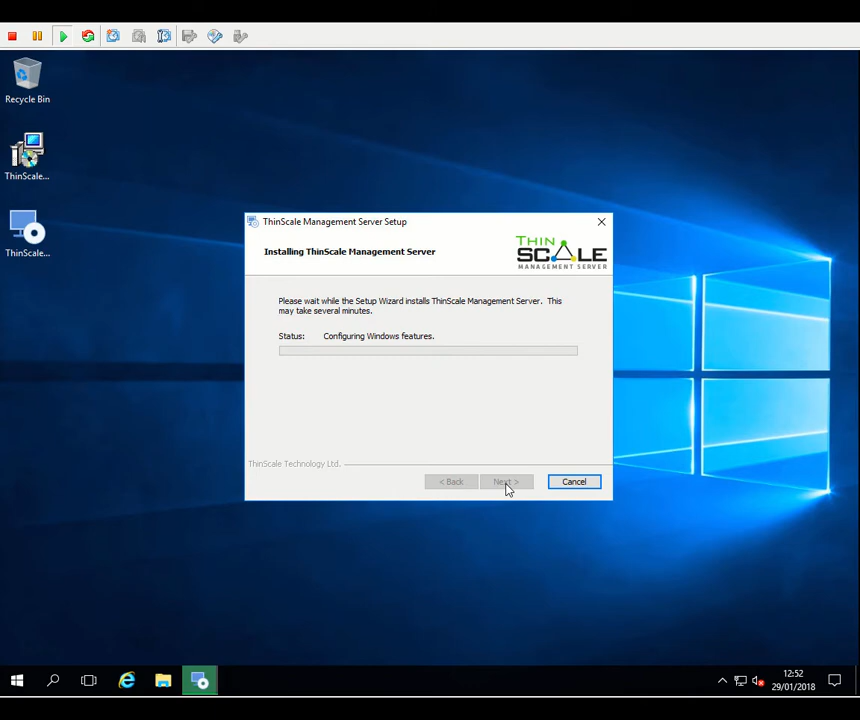 Recycle Bin
ThinScale...
ThinScale...
ThinScale Management Server Setup
Installing ThinScale Management Server
THIN
SCALE
MANAGEMENT SERVER
Please wait while the Setup Wizard installs ThinScale Management Server. This
may take several minutes.
Status: Configuring Windows features.
ThinScale Technology Ltd.
< Back
Next >
Cancel
12:52
29/01/2018